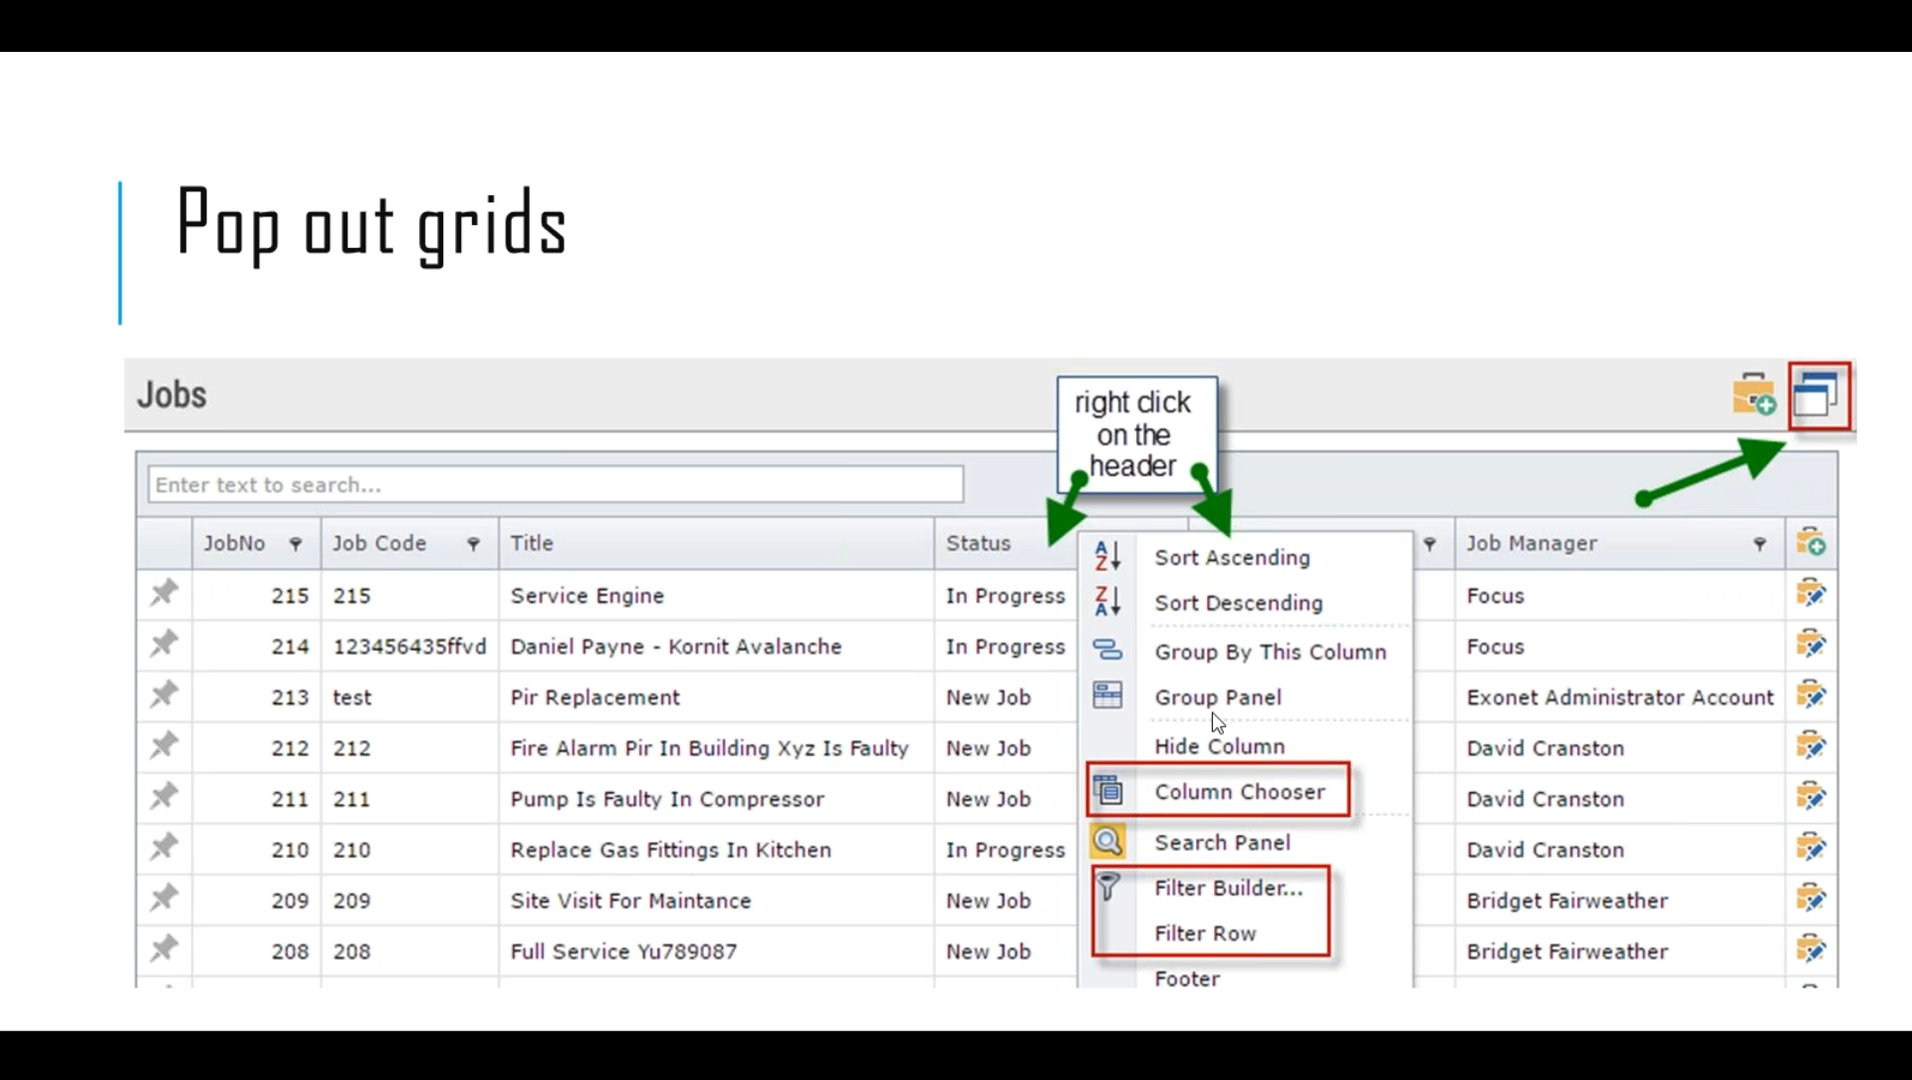 Pop out grids
Jobs
right click
on the
header
Enter text to search...
JobNo Job Code Title Status Job Manager
215 215 Service Engine In Progress Focus
214 123456435ffvd Daniel Payne - Kornit Avalanche In Progress Focus
213 test Pir Replacement New Job Exonet Administrator Account
212 212 Fire Alarm Pir In Building Xyz Is Faulty New Job David Cranston
211 211 Pump Is Faulty In Compressor New Job David Cranston
210 210 Replace Gas Fittings In Kitchen In Progress David Cranston
209 209 Site Visit For Maintance New Job Bridget Fairweather
208 208 Full Service Yu789087 New Job Bridget Fairweather
Sort Ascending
Sort Descending
Group By This Column
Group Panel
Hide Column
Column Chooser
Search Panel
Filter Builder...
Filter Row
Footer